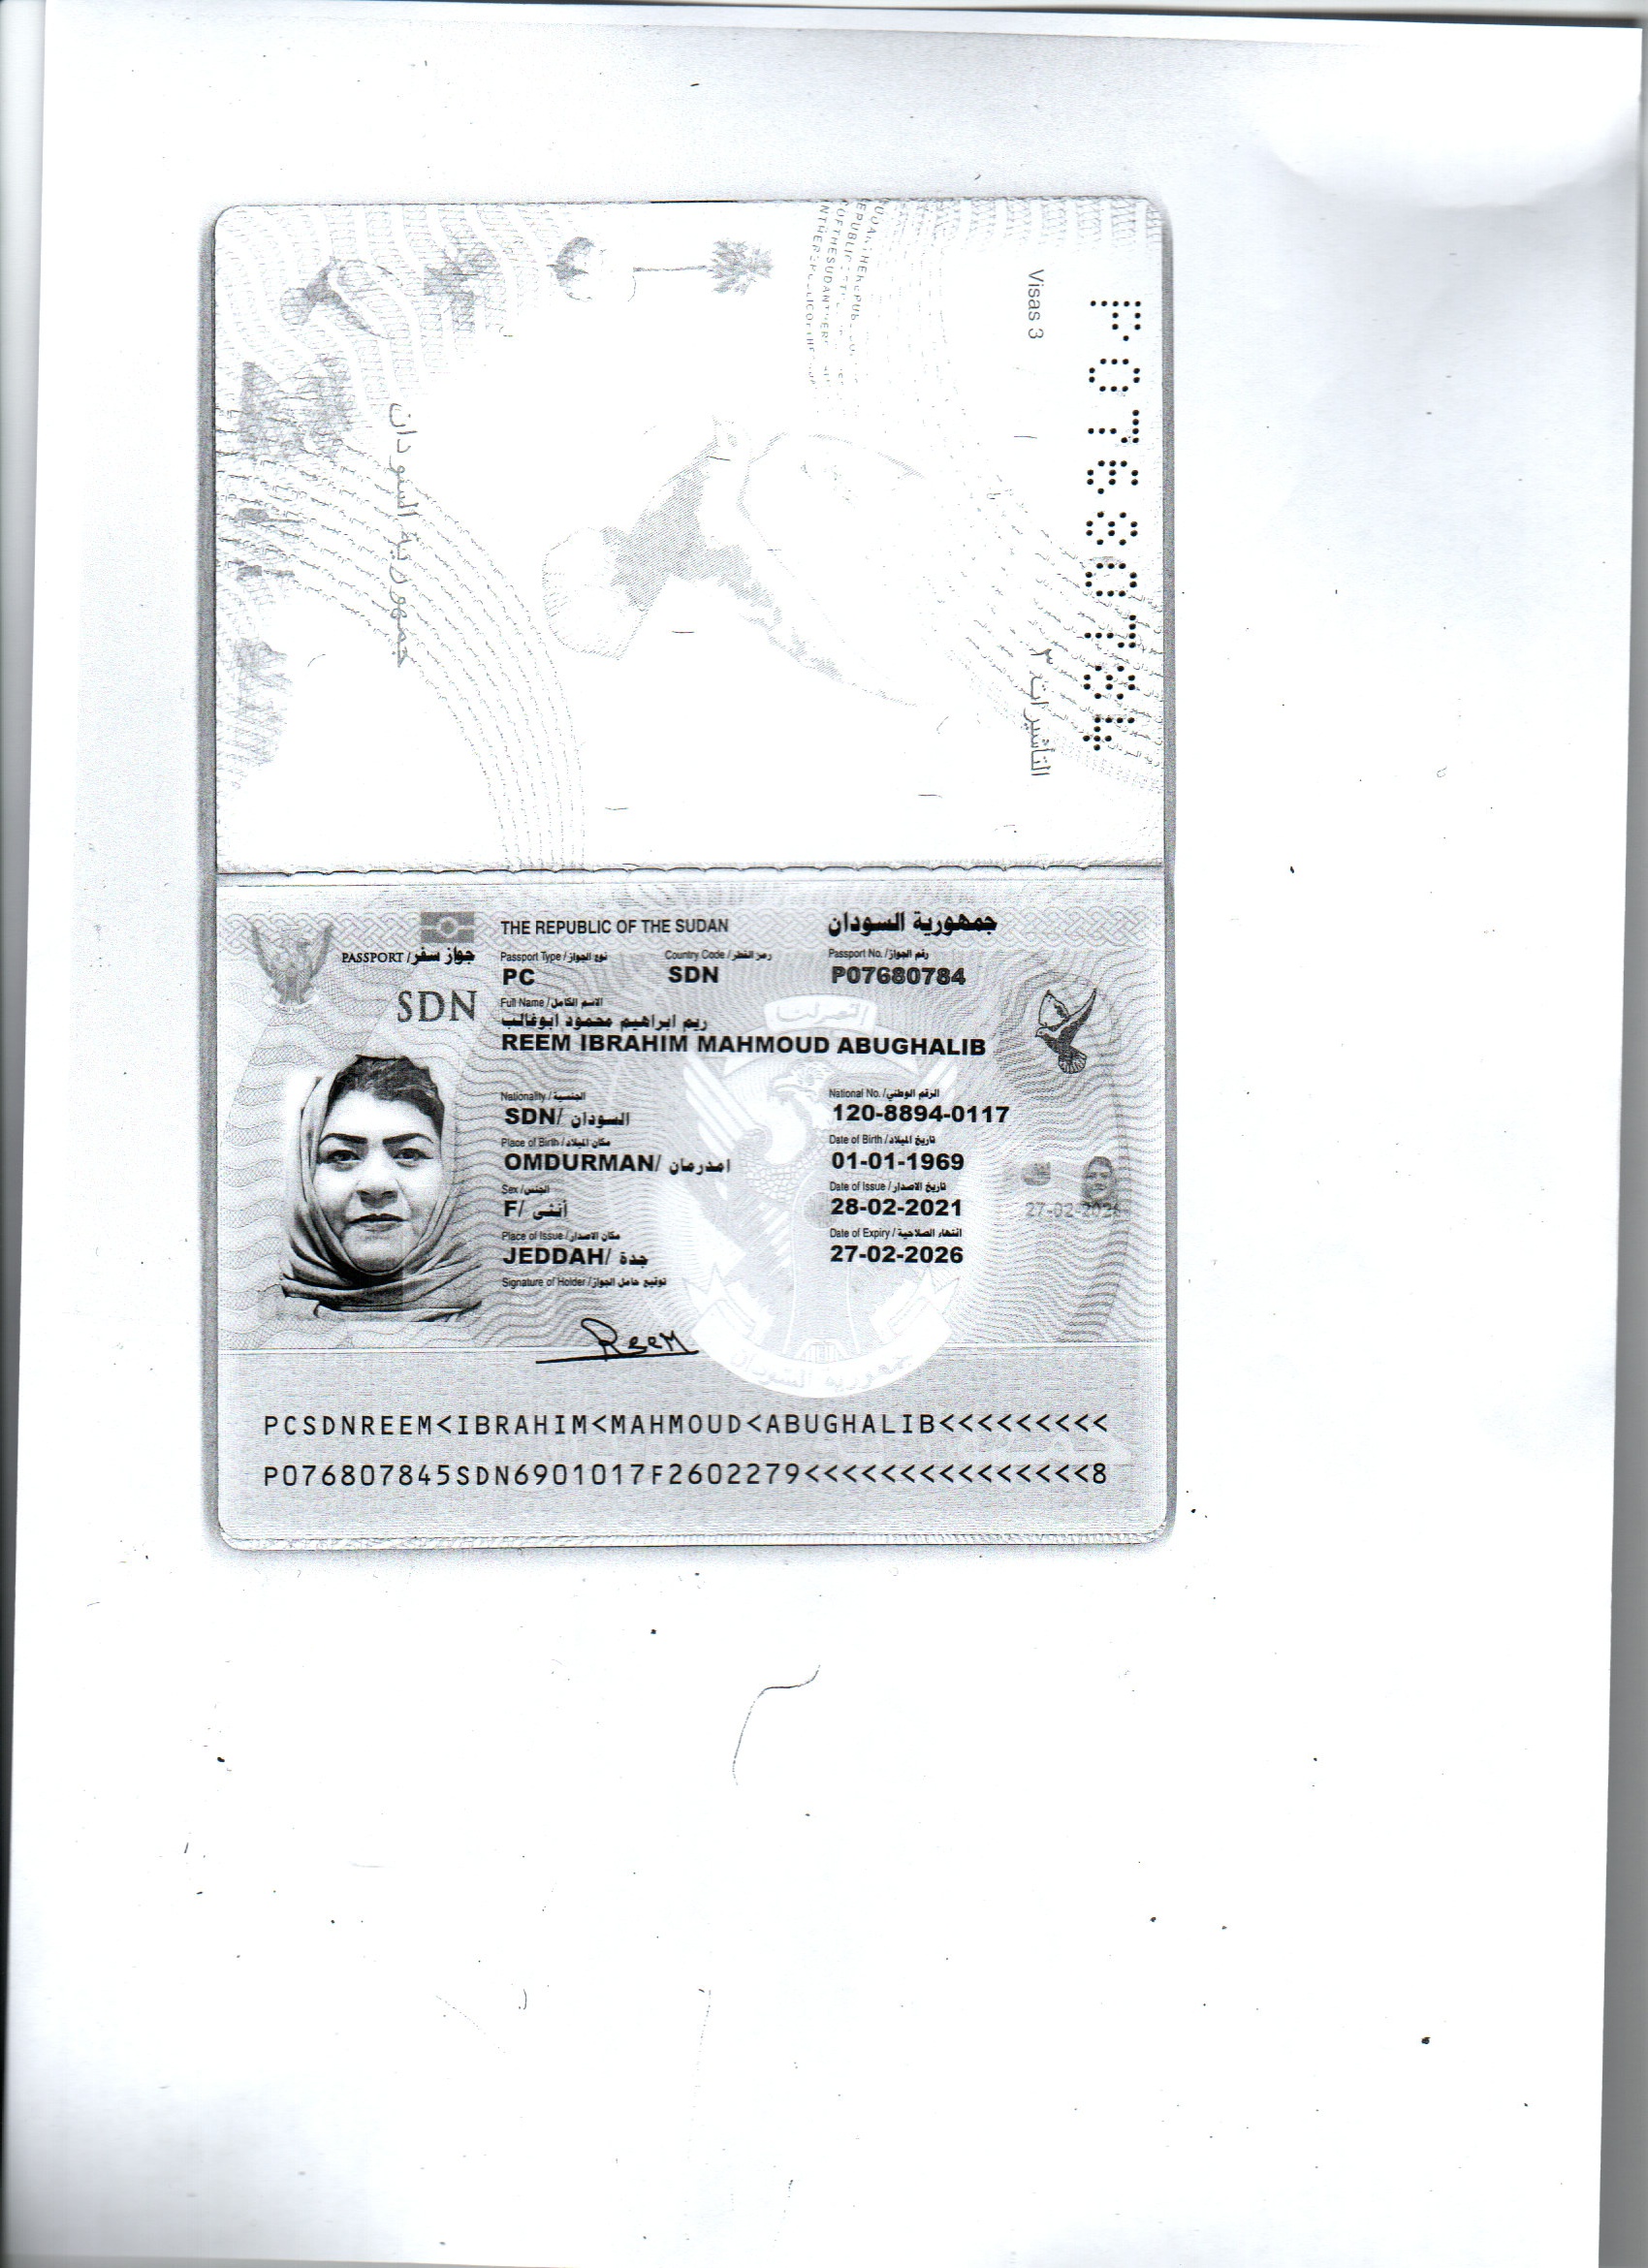 جمهورية السودان
Visas 3
التأشيرات ٣
P07680784
THE REPUBLIC OF THE SUDAN جمهورية السودان
PASSPORT / جواز سفر
Passport Type / نوع الجواز Country Code / رمز القطر Passport No. / رقم الجواز
PC SDN P07680784
SDN
Full Name / الاسم الكامل
ريم ابراهيم محمود ابوغالب
REEM IBRAHIM MAHMOUD ABUGHALIB
Nationality / الجنسية National No. / الرقم الوطني
SDN/ السودان 120-8894-0117
Place of Birth / مكان الميلاد Date of Birth / تاريخ الميلاد
OMDURMAN/ امدرمان 01-01-1969
Sex / الجنس Date of Issue / تاريخ الاصدار
F/ أنثى 28-02-2021
27-02-2026
Place of Issue / مكان الاصدار Date of Expiry / انتهاء الصلاحية
JEDDAH/ جدة 27-02-2026
Signature of Holder / توقيع حامل الجواز
Reem
جمهورية السودان
PCSDNREEM<IBRAHIM<MAHMOUD<ABUGHALIB<<<<<<<<<
P076807845SDN6901017F2602279<<<<<<<<<<<<<<<8